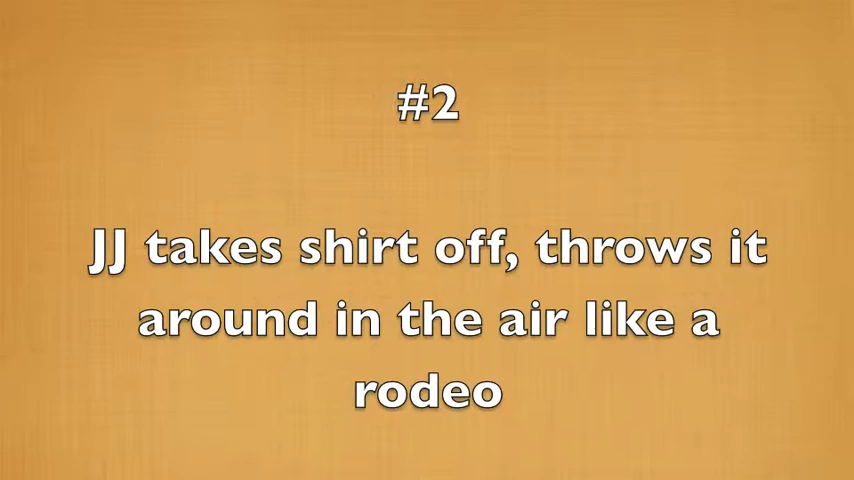 #2
JJ takes shirt off, throws it
around in the air like a
rodeo